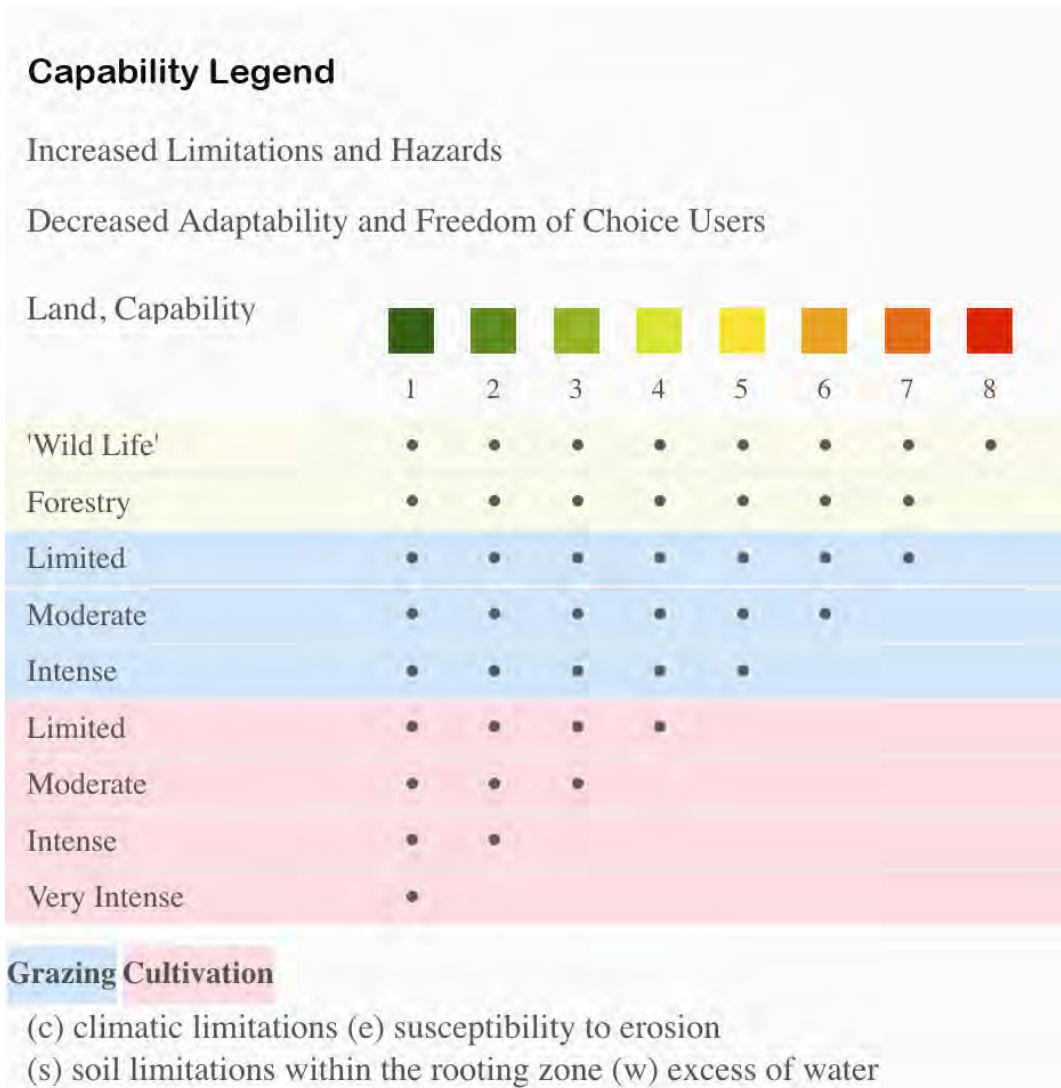 Capability Legend
Increased Limitations and Hazards
Decreased Adaptability and Freedom of Choice Users
Land, Capability
1 2 3 4 5 6 7 8
'Wild Life'
Forestry
Limited
Moderate
Intense
Limited
Moderate
Intense
Very Intense
Grazing Cultivation
(c) climatic limitations (e) susceptibility to erosion
(s) soil limitations within the rooting zone (w) excess of water